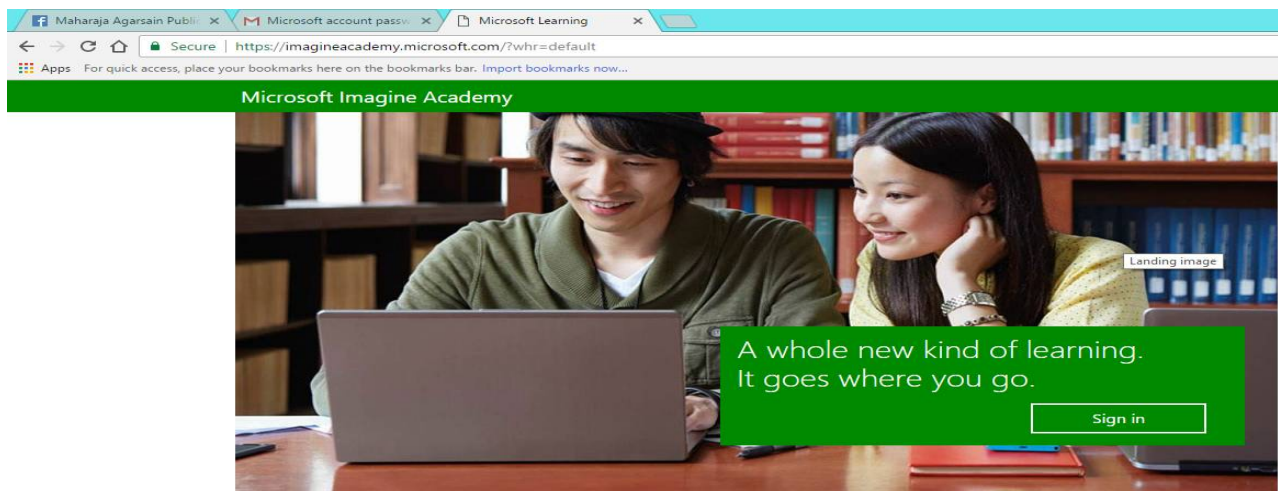 Maharaja Agarsain Public
Microsoft account passw
Microsoft Learning
Secure | https://imagineacademy.microsoft.com/?whr=default
Apps For quick access, place your bookmarks here on the bookmarks bar. Import bookmarks now...
Microsoft Imagine Academy
Landing image
A whole new kind of learning.
It goes where you go.
Sign in